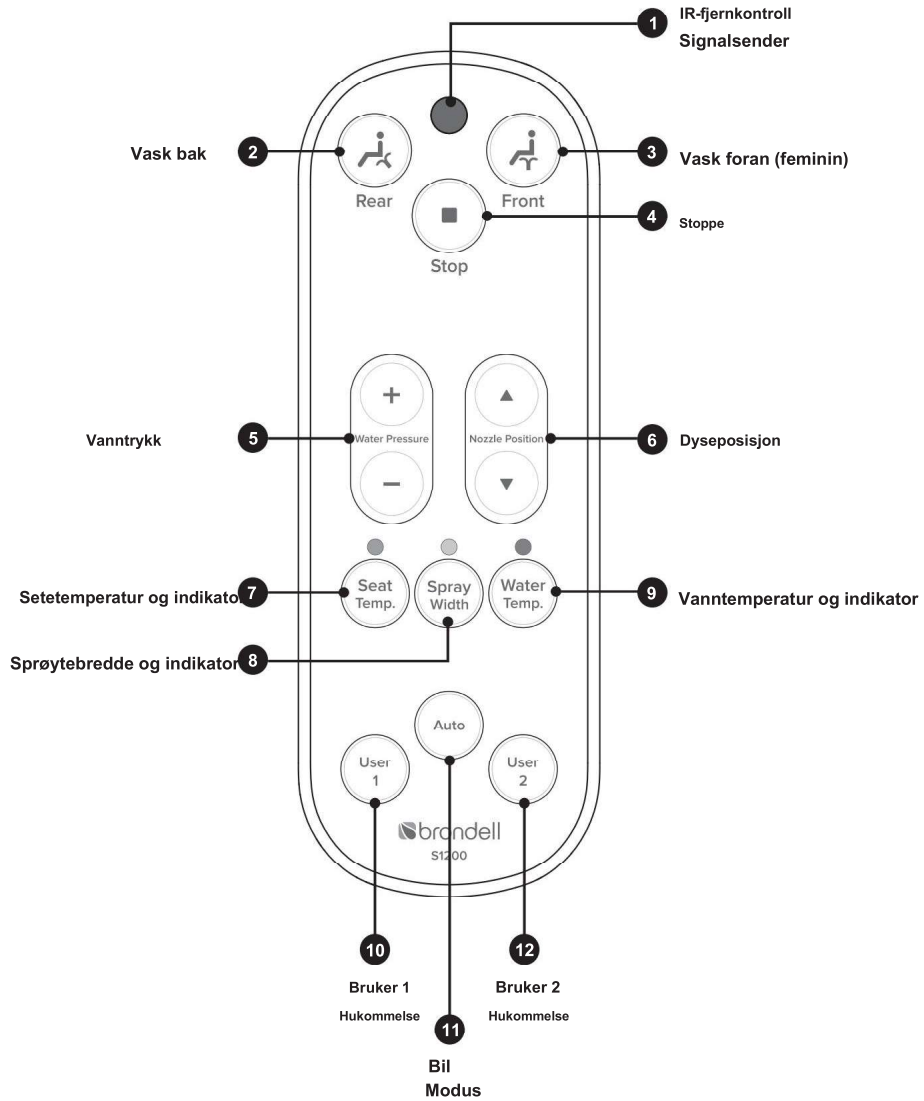 1 IR-fjernkontroll
Signalsender
Vask bak 2
3 Vask foran (feminin)
Rear
Front
4 Stoppe
Stop
+
Vanntrykk 5
Water Pressure
Nozzle Position
6 Dyseposisjon
−
Setetemperatur og indikator 7
Seat
Temp.
Spray
Width
Water
Temp.
9 Vanntemperatur og indikator
Sprøytebredde og indikator 8
Auto
User
1
User
2
brondell
S1200
10
Bruker 1
Hukommelse
12
Bruker 2
Hukommelse
11
Bil
Modus